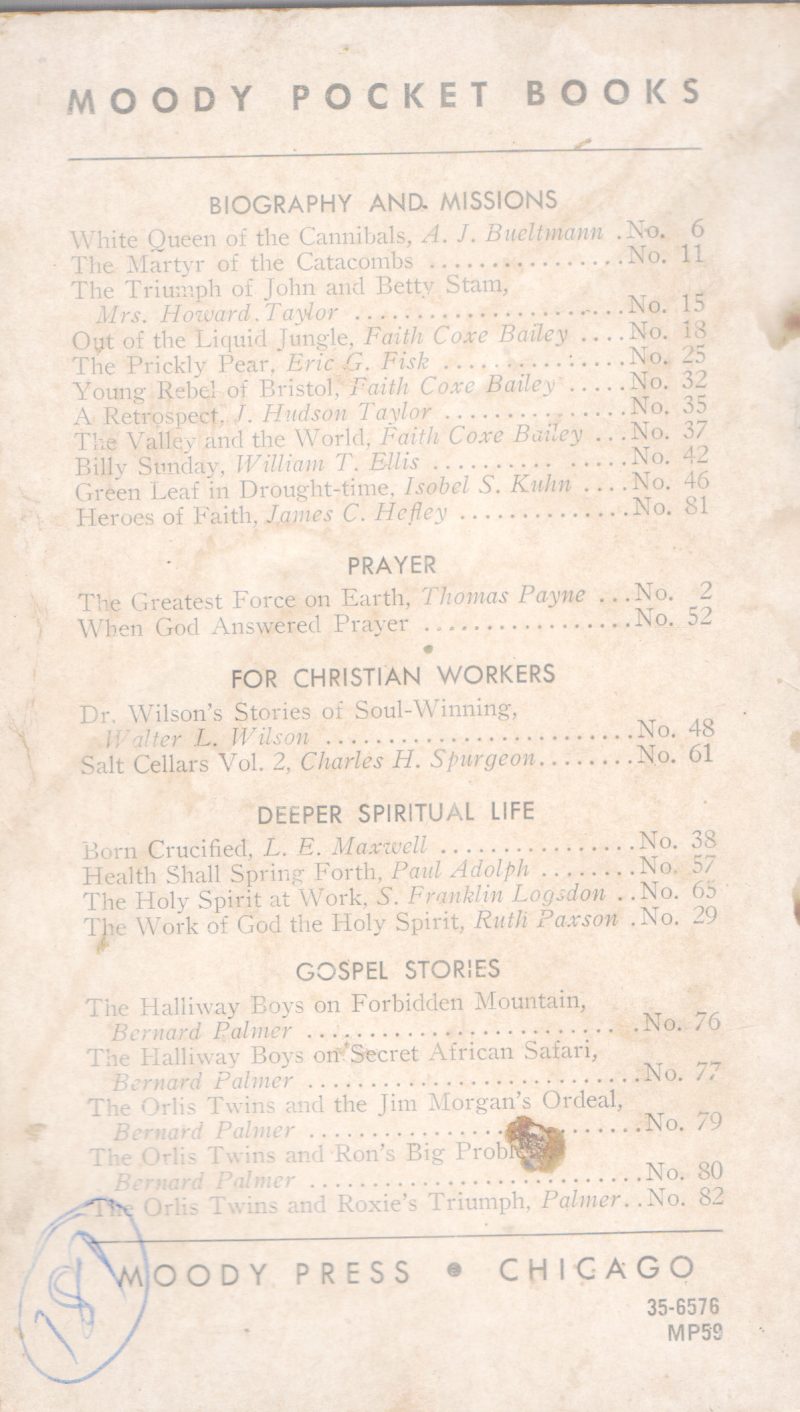 MOODY POCKET BOOKS
BIOGRAPHY AND MISSIONS
White Queen of the Cannibals, A. J. Bueltmann .No. 6
The Martyr of the Catacombs ................No. 11
The Triumph of John and Betty Stam,
Mrs. Howard Taylor ......................No. 15
Out of the Liquid Jungle, Faith Coxe Bailey ....No. 18
The Prickly Pear, Eric G. Fisk ...............No. 25
Young Rebel of Bristol, Faith Coxe Bailey .....No. 32
A Retrospect, J. Hudson Taylor ...............No. 35
The Valley and the World, Faith Coxe Bailey ...No. 37
Billy Sunday, William T. Ellis .......... .....No. 42
Green Leaf in Drought-time, Isobel S. Kuhn ....No. 46
Heroes of Faith, James C. Hefley ..............No. 81
PRAYER
The Greatest Force on Earth, Thomas Payne ...No. 2
When God Answered Prayer .................No. 52
FOR CHRISTIAN WORKERS
Dr. Wilson's Stories of Soul-Winning,
Walter L. Wilson .........................No. 48
Salt Cellars Vol. 2, Charles H. Spurgeon........No. 61
DEEPER SPIRITUAL LIFE
Born Crucified, L. E. Maxwell ................No. 38
Health Shall Spring Forth, Paul Adolph ........No. 57
The Holy Spirit at Work, S. Franklin Logsdon ..No. 65
The Work of God the Holy Spirit, Ruth Paxson .No. 29
GOSPEL STORIES
The Halliway Boys on Forbidden Mountain,
Bernard Palmer .......................... .No. 76
The Halliway Boys on Secret African Safari,
Bernard Palmer ...........................No. 77
The Orlis Twins and the Jim Morgan's Ordeal,
Bernard Palmer ...........................No. 79
The Orlis Twins and Ron's Big Problem,
Bernard Palmer ...........................No. 80
The Orlis Twins and Roxie's Triumph, Palmer..No. 82
MOODY PRESS • CHICAGO
35-6576
MP59